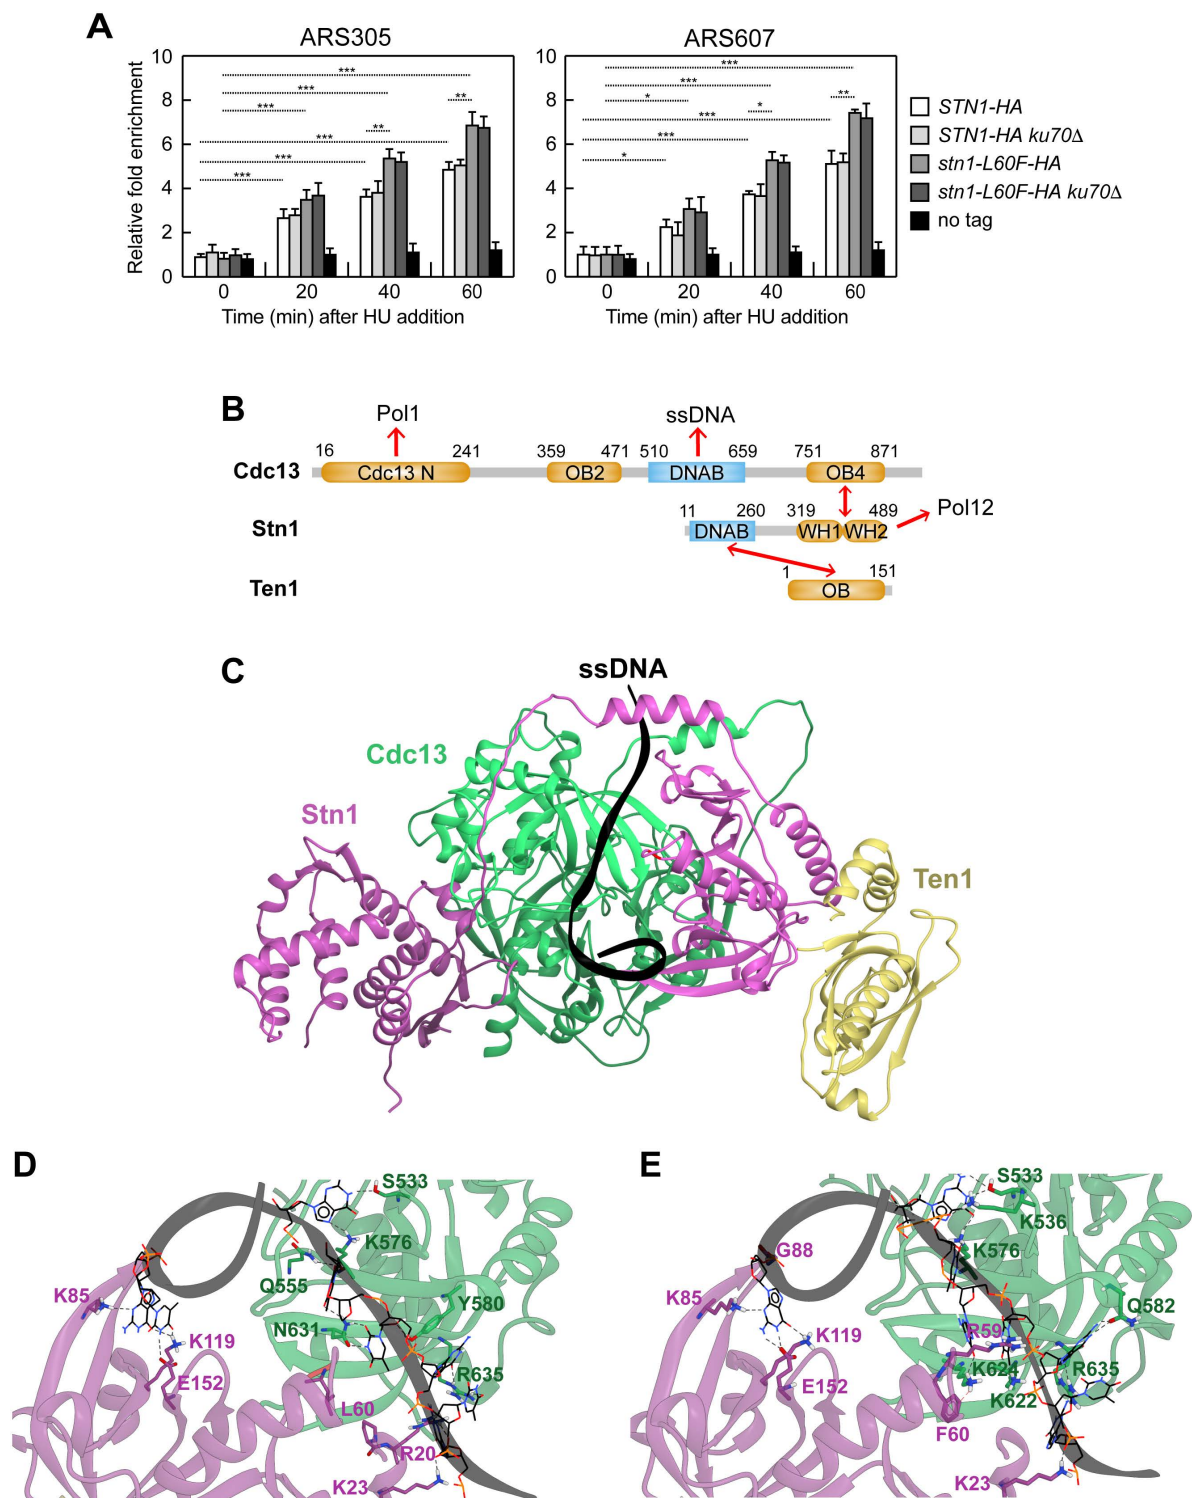 A
ARS305
ARS607
Relative fold enrichment
10
8
6
4
2
0
*** *** *** ** ** *** *** ***
0 20 40 60
Time (min) after HU addition
10
8
6
4
2
0
*** *** * * ** *** *** *
0 20 40 60
Time (min) after HU addition
STN1-HA
STN1-HA ku70Δ
stn1-L60F-HA
stn1-L60F-HA ku70Δ
no tag
B
Pol1
ssDNA
16 241 359 471 510 659 751 871
Cdc13
Cdc13 N
OB2
DNAB
OB4
11 260 319 489
Pol12
Stn1
DNAB
WH1 WH2
1 151
Ten1
OB
C
ssDNA
Cdc13
Stn1
Ten1
D
S533
K576
Q555
K85
Y580
N631
K119
R635
E152
L60
R20
K23
E
S533
K536
G88
K576
K85
Q582
R59
K119
K624
R635
E152
K622
F60
K23